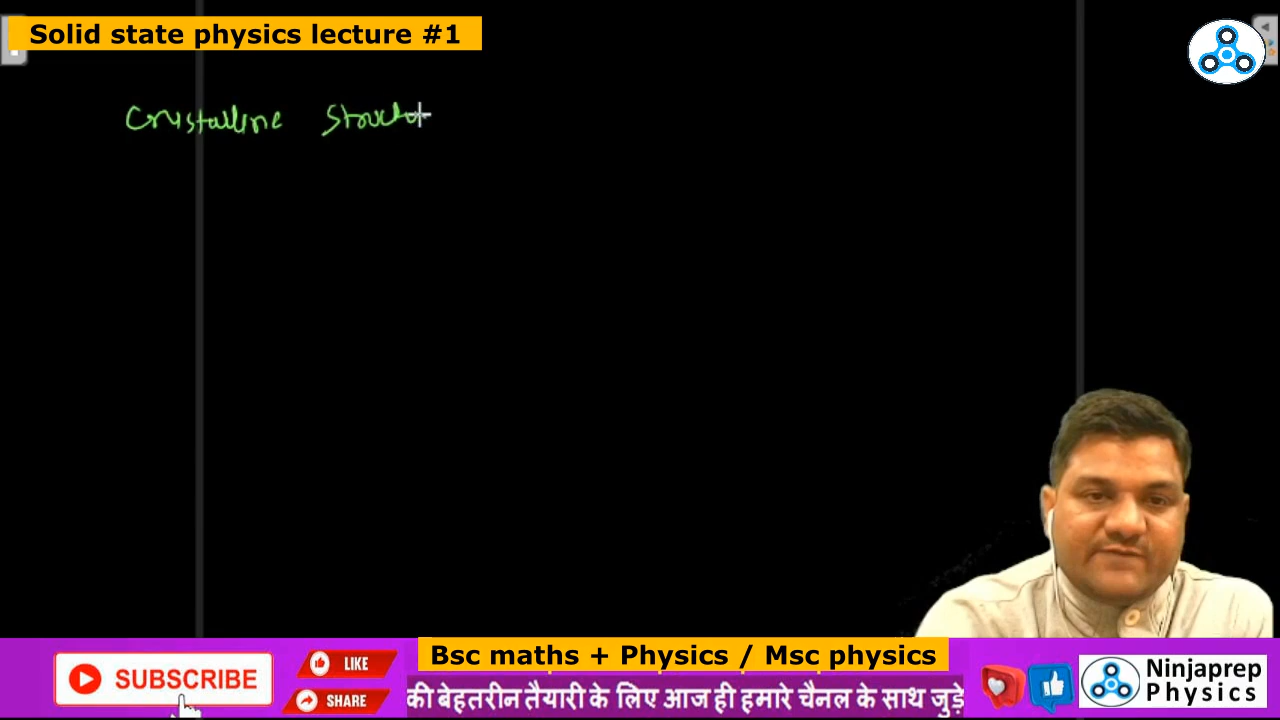 Solid state physics lecture #1
Crystalline Structu
SUBSCRIBE
LIKE
SHARE
Bsc maths + Physics / Msc physics
की बेहतरीन तैयारी के लिए आज ही हमारे चैनल के साथ जुड़े
Ninjaprep
Physics